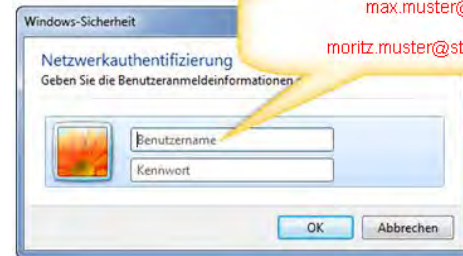 max.muster@
moritz.muster@st
Windows-Sicherheit
Netzwerkauthentifizierung
Geben Sie die Benutzeranmeldeinformationen
Benutzername
Kennwort
OK
Abbrechen